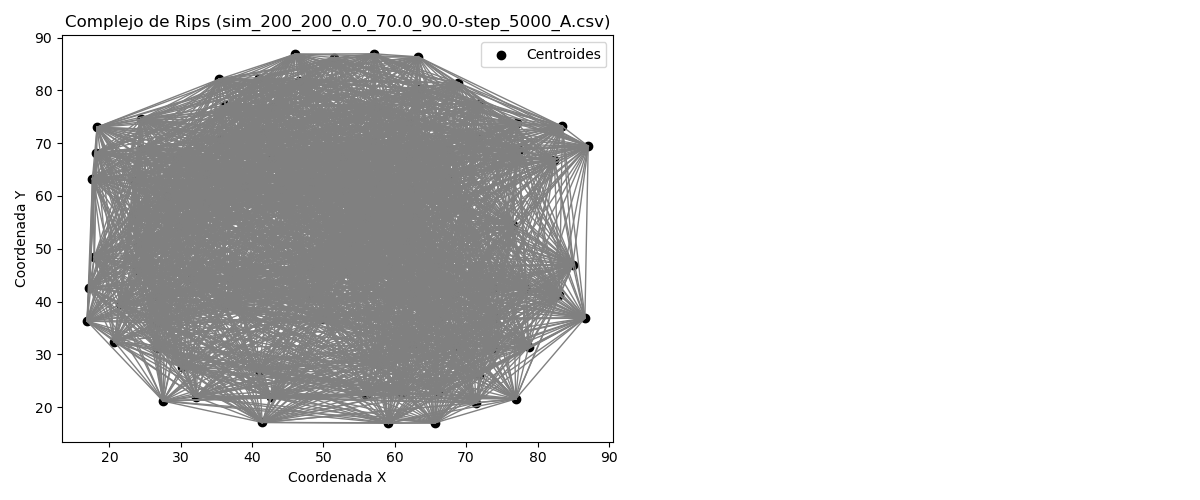 Complejo de Rips (sim_200_200_0.0_70.0_90.0-step_5000_A.csv)
Centroides
Coordenada Y
90
80
70
60
50
40
30
20
20 30 40 50 60 70 80 90
Coordenada X